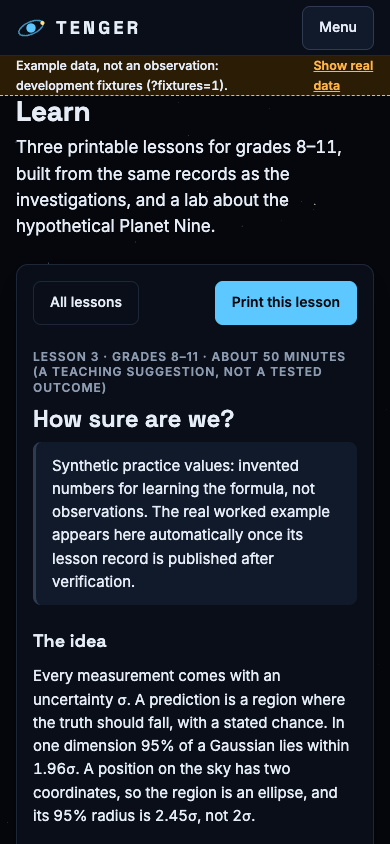 TENGER
Menu
Example data, not an observation:
development fixtures (?fixtures=1).
Show real
data
Learn
Three printable lessons for grades 8–11,
built from the same records as the
investigations, and a lab about the
hypothetical Planet Nine.
All lessons
Print this lesson
LESSON 3 · GRADES 8–11 · ABOUT 50 MINUTES
(A TEACHING SUGGESTION, NOT A TESTED
OUTCOME)
How sure are we?
Synthetic practice values: invented
numbers for learning the formula, not
observations. The real worked example
appears here automatically once its
lesson record is published after
verification.
The idea
Every measurement comes with an
uncertainty σ. A prediction is a region where
the truth should fall, with a stated chance. In
one dimension 95% of a Gaussian lies within
1.96σ. A position on the sky has two
coordinates, so the region is an ellipse, and
its 95% radius is 2.45σ, not 2σ.